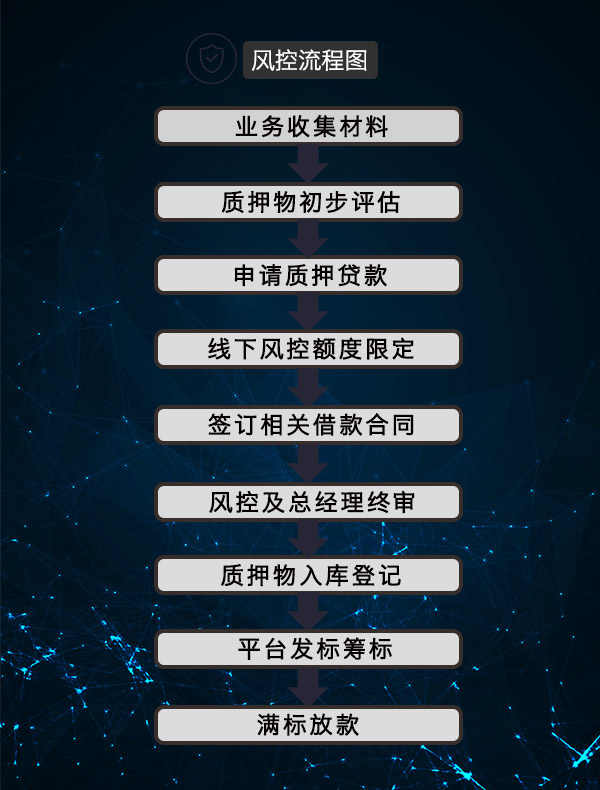 风控流程图
业务收集材料
质押物初步评估
申请质押贷款
线下风控额度限定
签订相关借款合同
风控及总经理终审
质押物入库登记
平台发标筹标
满标放款